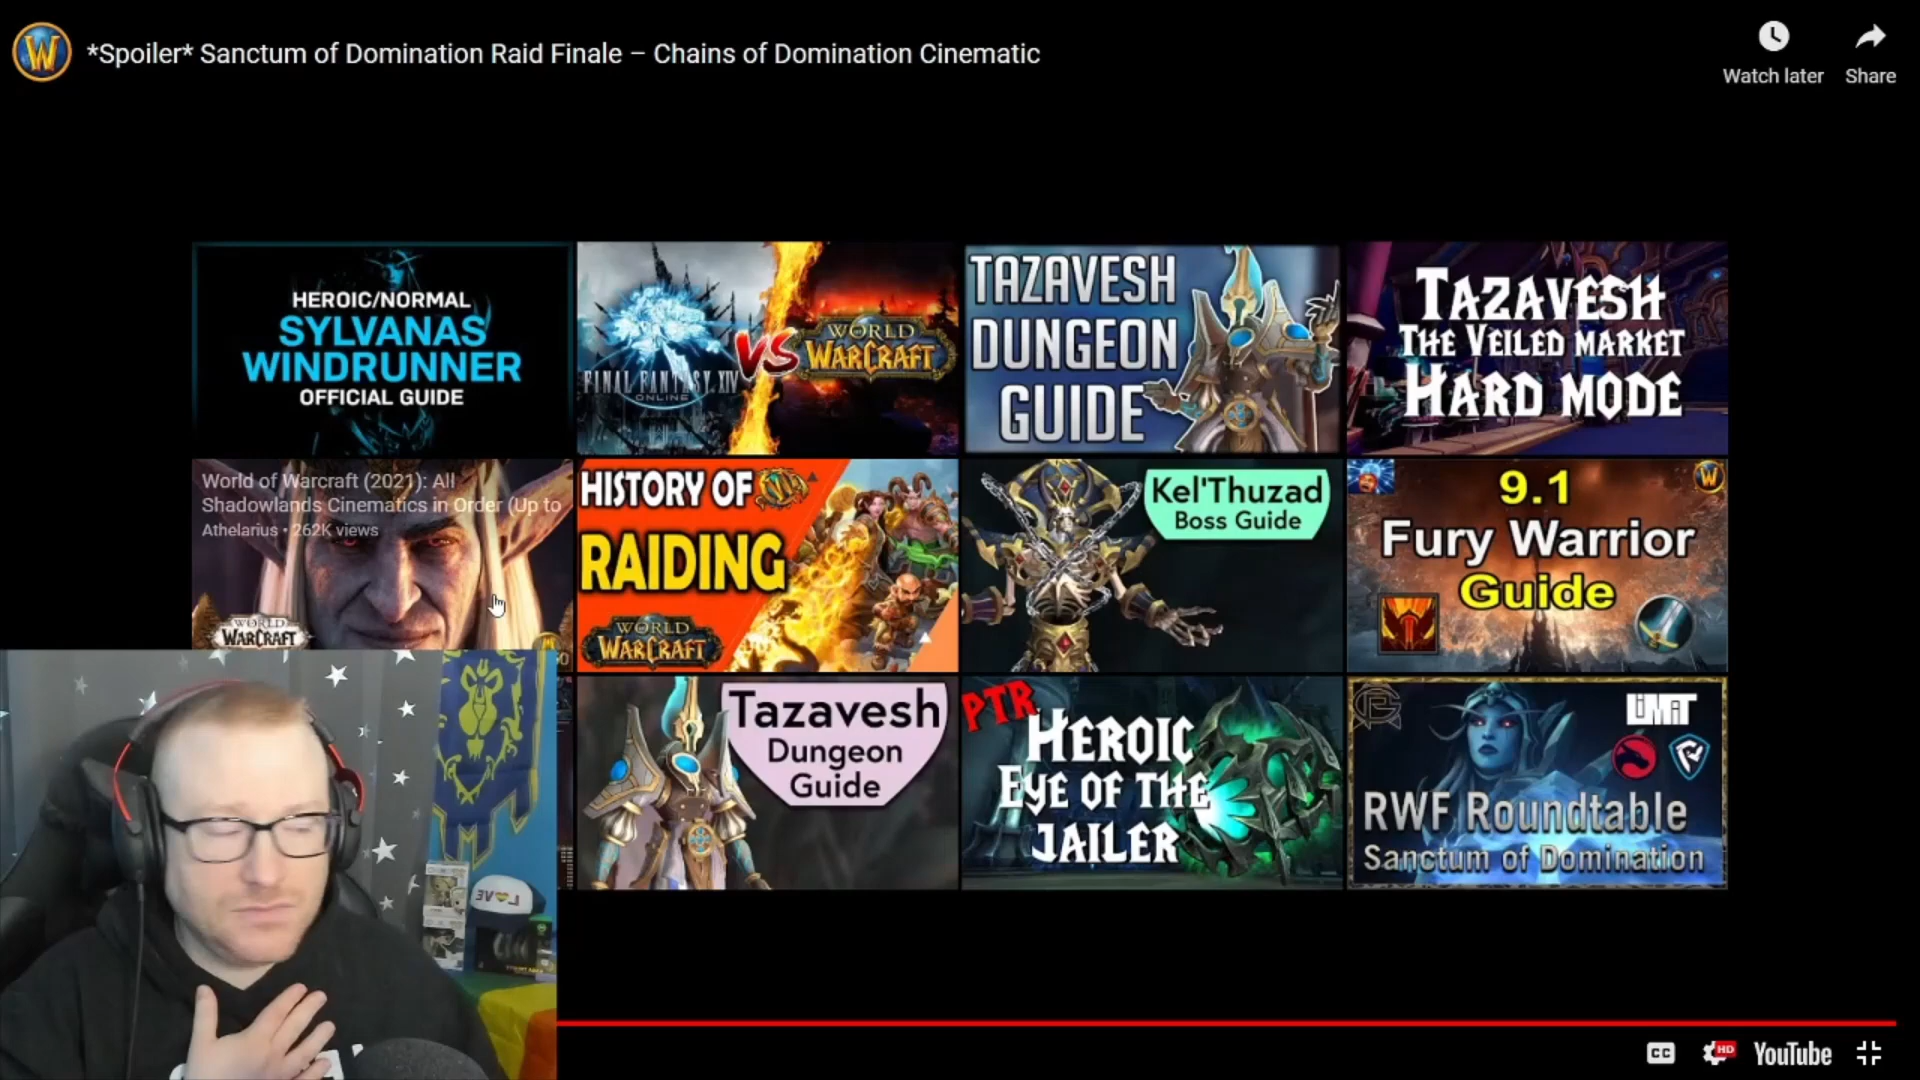 *Spoiler* Sanctum of Domination Raid Finale – Chains of Domination Cinematic
Watch later
Share
HEROIC/NORMAL
SYLVANAS
WINDRUNNER
OFFICIAL GUIDE
FINAL FANTASY XIV
ONLINE
VS
WORLD
WARCRAFT
TAZAVESH
DUNGEON
GUIDE
TAZAVESH
THE VEILED MARKET
HARD MODE
World of Warcraft (2021): All
Shadowlands Cinematics in Order (Up to
Athelarius • 262K views
WORLD
WARCRAFT
HISTORY OF
RAIDING
WORLD
WARCRAFT
Kel'Thuzad
Boss Guide
9.1
Fury Warrior
Guide
Tazavesh
Dungeon
Guide
PTR
HEROIC
EYE OF THE
JAILER
LIMIT
RWF Roundtable
Sanctum of Domination
LOVE
CC
HD
YouTube